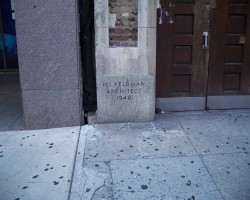 H.I. FELDMAN
ARCHITECT
1948